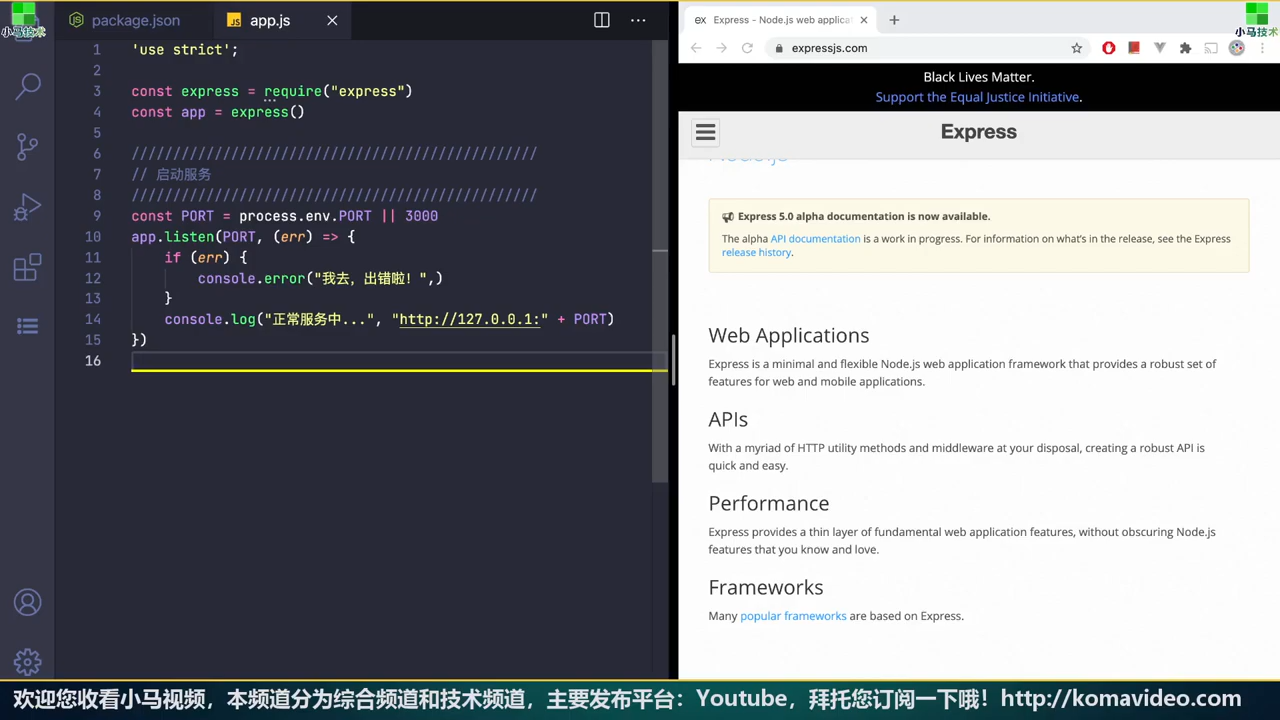 小马技术
package.json
app.js
1 'use strict';
2
3 const express = require("express")
4 const app = express()
5
6 /////////////////////////////////////////////////
7 // 启动服务
8 /////////////////////////////////////////////////
9 const PORT = process.env.PORT || 3000
10 app.listen(PORT, (err) => {
11 if (err) {
12 console.error("我去，出错啦！",)
13 }
14 console.log("正常服务中...", "http://127.0.0.1:" + PORT)
15 })
16
Express - Node.js web applica
小马技术
expressjs.com
Black Lives Matter.
Support the Equal Justice Initiative.
Express
Node.js
Express 5.0 alpha documentation is now available.
The alpha API documentation is a work in progress. For information on what's in the release, see the Express
release history.
Web Applications
Express is a minimal and flexible Node.js web application framework that provides a robust set of
features for web and mobile applications.
APIs
With a myriad of HTTP utility methods and middleware at your disposal, creating a robust API is
quick and easy.
Performance
Express provides a thin layer of fundamental web application features, without obscuring Node.js
features that you know and love.
Frameworks
Many popular frameworks are based on Express.
欢迎您收看小马视频，本频道分为综合频道和技术频道，主要发布平台：Youtube，拜托您订阅一下哦！http://komavideo.com